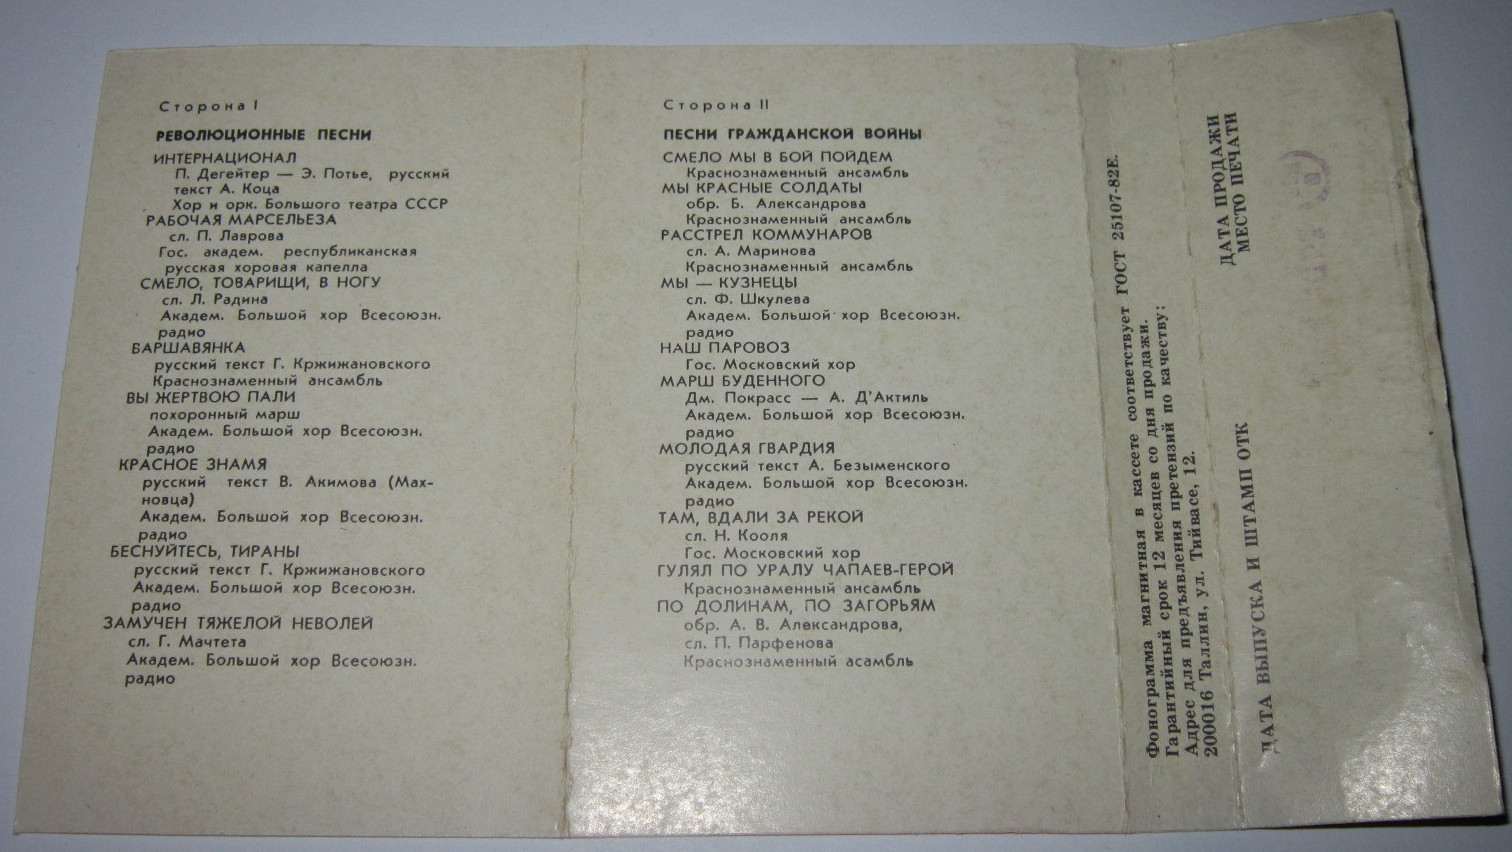 Сторона I
РЕВОЛЮЦИОННЫЕ ПЕСНИ
ИНТЕРНАЦИОНАЛ
П. Дегейтер — Э. Потье, русский
текст А. Коца
Хор и орк. Большого театра СССР
РАБОЧАЯ МАРСЕЛЬЕЗА
сл. П. Лаврова
Гос. академ. республиканская
русская хоровая капелла
СМЕЛО, ТОВАРИЩИ, В НОГУ
сл. Л. Радина
Академ. Большой хор Всесоюзн.
радио
ВАРШАВЯНКА
русский текст Г. Кржижановского
Краснознаменный ансамбль
ВЫ ЖЕРТВОЮ ПАЛИ
похоронный марш
Академ. Большой хор Всесоюзн.
радио
КРАСНОЕ ЗНАМЯ
русский текст В. Акимова (Мах-
новца)
Академ. Большой хор Всесоюзн.
радио
БЕСНУЙТЕСЬ, ТИРАНЫ
русский текст Г. Кржижановского
Академ. Большой хор Всесоюзн.
радио
ЗАМУЧЕН ТЯЖЕЛОЙ НЕВОЛЕЙ
сл. Г. Мачтета
Академ. Большой хор Всесоюзн.
радио
Сторона II
ПЕСНИ ГРАЖДАНСКОЙ ВОЙНЫ
СМЕЛО МЫ В БОЙ ПОЙДЕМ
Краснознаменный ансамбль
МЫ КРАСНЫЕ СОЛДАТЫ
обр. Б. Александрова
Краснознаменный ансамбль
РАССТРЕЛ КОММУНАРОВ
сл. А. Маринова
Краснознаменный ансамбль
МЫ — КУЗНЕЦЫ
сл. Ф. Шкулева
Академ. Большой хор Всесоюзн.
радио
НАШ ПАРОВОЗ
Гос. Московский хор
МАРШ БУДЕННОГО
Дм. Покрасс — А. Д'Актиль
Академ. Большой хор Всесоюзн.
радио
МОЛОДАЯ ГВАРДИЯ
русский текст А. Безыменского
Академ. Большой хор Всесоюзн.
радио
ТАМ, ВДАЛИ ЗА РЕКОЙ
сл. Н. Кооля
Гос. Московский хор
ГУЛЯЛ ПО УРАЛУ ЧАПАЕВ-ГЕРОЙ
Краснознаменный ансамбль
ПО ДОЛИНАМ, ПО ЗАГОРЬЯМ
обр. А. В. Александрова,
сл. П. Парфенова
Краснознаменный асамбль
Фонограмма магнитная в кассете соответствует ГОСТ 25107-82Е.
Гарантийный срок 12 месяцев со дня продажи.
Адрес для предъявления претензий по качеству:
200016 Таллин, ул. Тийвасе, 12.
ДАТА ПРОДАЖИ
МЕСТО ПЕЧАТИ
ДАТА ВЫПУСКА И ШТАМП ОТК